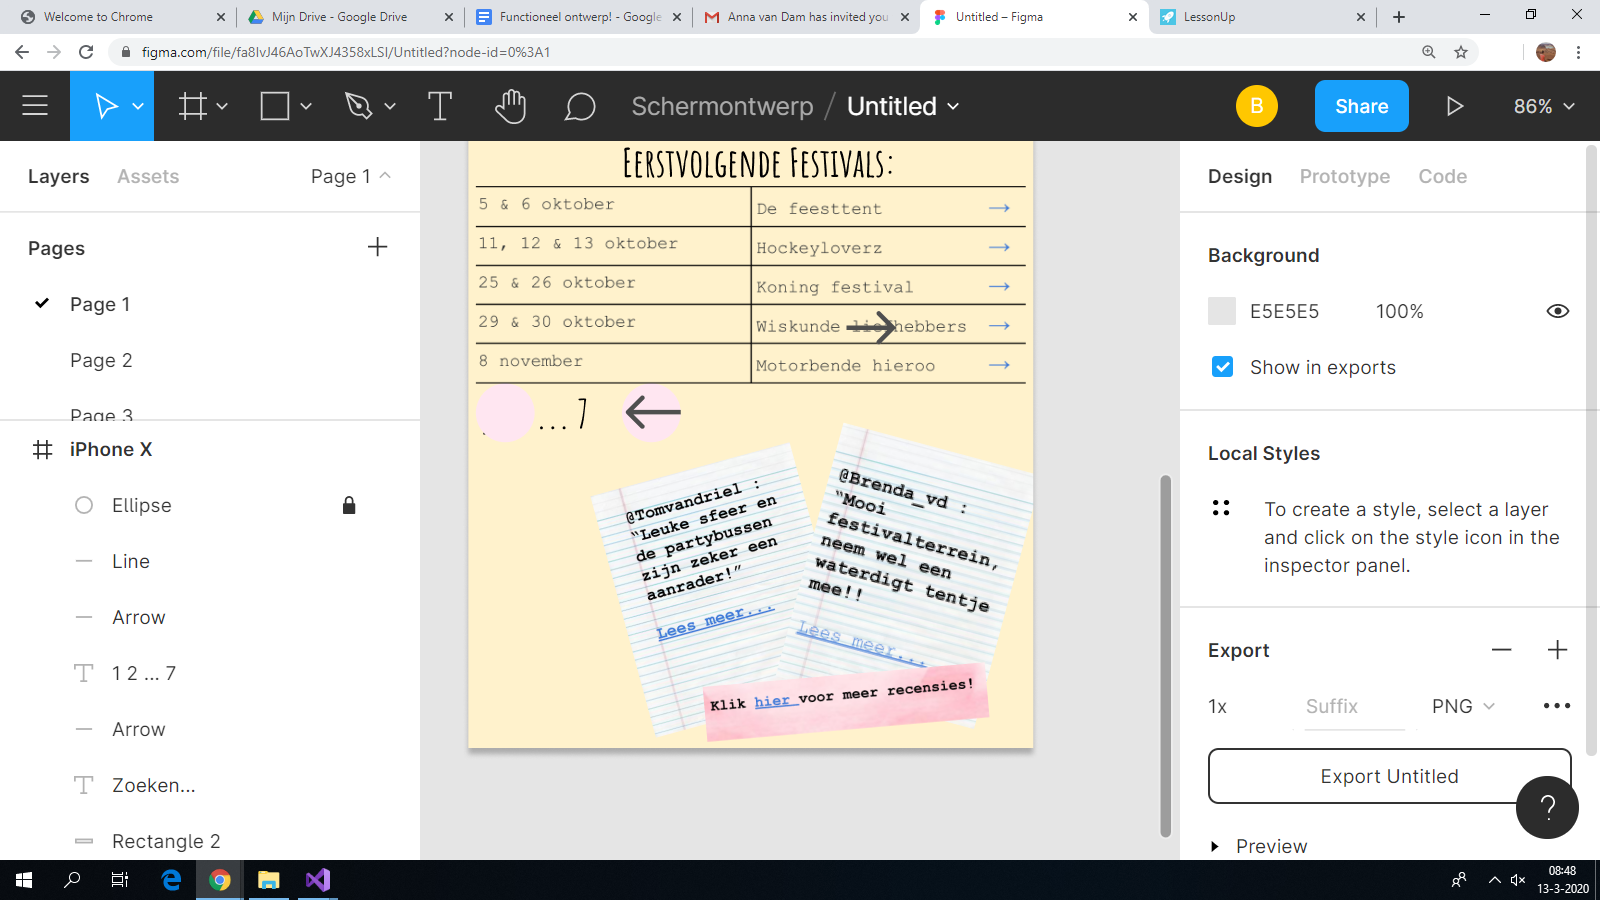 Welcome to Chrome
Mijn Drive - Google Drive
Functioneel ontwerp! - Google
Anna van Dam has invited you
Untitled – Figma
LessonUp
figma.com/file/fa8IvJ46AoTwXJ4358xLSI/Untitled?node-id=0%3A1
Schermontwerp / Untitled
B
Share
86%
Layers
Assets
Page 1
Pages
Page 1
Page 2
Page 3
iPhone X
Ellipse
Line
Arrow
1 2 ... 7
Arrow
Zoeken...
Rectangle 2
Eerstvolgende Festivals:
5 & 6 oktober De feesttent →
11, 12 & 13 oktober Hockeyloverz →
25 & 26 oktober Koning festival →
29 & 30 oktober Wiskunde liefhebbers →
8 november Motorbende hieroo →
... 7
@Tomvandriel :
“Leuke sfeer en
de partybussen
zijn zeker een
aanrader!”
Lees meer...
@Brenda_vd :
“Mooi
festivalterrein,
neem wel een
waterdigt tentje
mee!!
Lees meer...
Klik hier voor meer recensies!
Design
Prototype
Code
Background
E5E5E5 100%
Show in exports
Local Styles
To create a style, select a layer
and click on the style icon in the
inspector panel.
Export
1x Suffix PNG
Export Untitled
?
Preview
08:48
13-3-2020